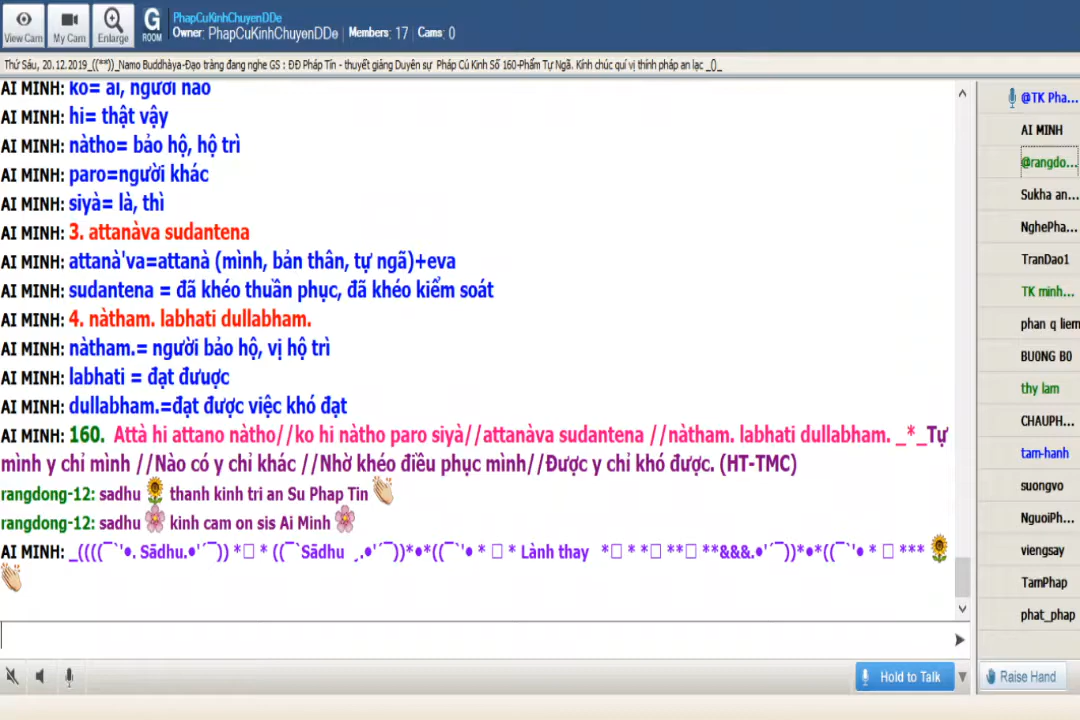 View Cam
My Cam
Enlarge
G
ROOM
PhapCuKinhChuyenDDe
Owner: PhapCuKinhChuyenDDe | Members: 17 | Cams: 0
Thứ Sáu, 20.12.2019_((**))_Namo Buddhàya-Đạo tràng đang nghe GS : ĐĐ Pháp Tín - thuyết giảng Duyên sự Pháp Cú Kinh Số 160-Phẩm Tự Ngã. Kính chúc quí vị thính pháp an lạc _()_
AI MINH: ko= ai, người nào
AI MINH: hi= thật vậy
AI MINH: nàtho= bảo hộ, hộ trì
AI MINH: paro=người khác
AI MINH: siyà= là, thì
AI MINH: 3. attanàva sudantena
AI MINH: attanà'va=attanà (mình, bản thân, tự ngã)+eva
AI MINH: sudantena = đã khéo thuần phục, đã khéo kiểm soát
AI MINH: 4. nàtham. labhati dullabham.
AI MINH: nàtham.= người bảo hộ, vị hộ trì
AI MINH: labhati = đạt đưuợc
AI MINH: dullabham.=đạt được việc khó đạt
AI MINH: 160. Attà hi attano nàtho//ko hi nàtho paro siyà//attanàva sudantena //nàtham. labhati dullabham. _*_Tự
mình y chỉ mình //Nào có y chỉ khác //Nhờ khéo điều phục mình//Được y chỉ khó được. (HT-TMC)
rangdong-12: sadhu 🌻 thanh kinh tri an Su Phap Tin 👏
rangdong-12: sadhu 🌸 kinh cam on sis Ai Minh 🌸
AI MINH: _((((¯`'•. Sādhu.•'´¯)) *□ * ((¯`Sādhu ¸.•'´¯))*•*((¯`'• * □ * Lành thay *□ * *□ **□ **&&&.•'´¯))*•*((¯`'• * □ *** 🌻
👏
@TK Pha...
AI MINH
@rangdo...
Sukha an...
NghePha...
TranDao1
TK minh...
phan q liem
BUONG BO
thy lam
CHAUPH...
tam-hanh
suongvo
NguoiPh...
viengsay
TamPhap
phat_phap
Hold to Talk
Raise Hand